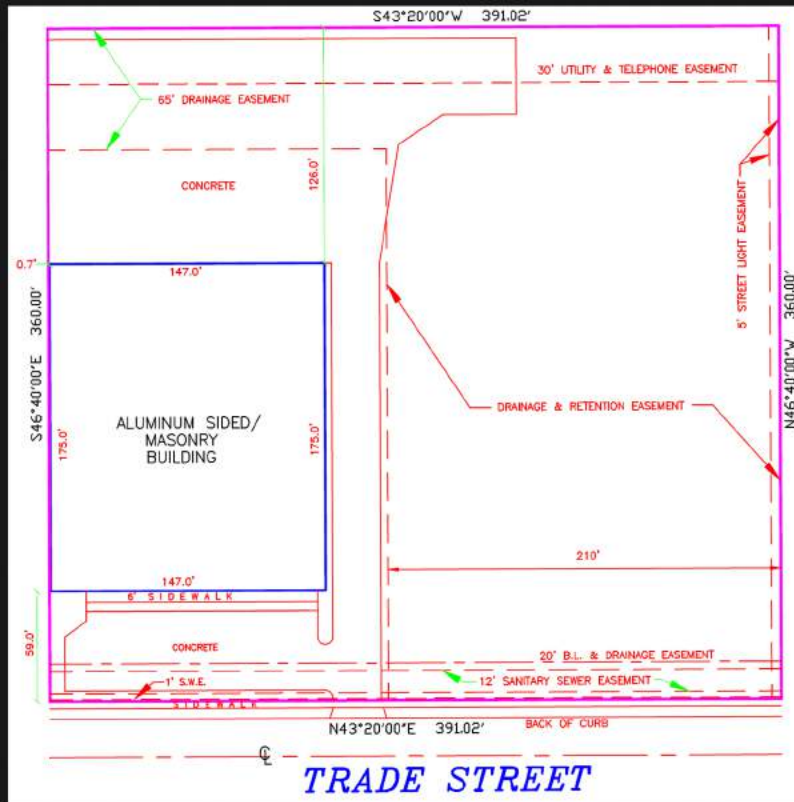 S43°20'00"W 391.02'
30' UTILITY & TELEPHONE EASEMENT
65' DRAINAGE EASEMENT
CONCRETE
126.0'
5' STREET LIGHT EASEMENT
0.7'
147.0'
S46°40'00"E 360.00'
N46°40'00"W 360.00'
DRAINAGE & RETENTION EASEMENT
ALUMINUM SIDED/
MASONRY
BUILDING
175.0'
175.0'
210'
147.0'
6' SIDEWALK
59.0'
CONCRETE
20' B.L. & DRAINAGE EASEMENT
1' S.W.E.
12' SANITARY SEWER EASEMENT
SIDEWALK
N43°20'00"E 391.02'
BACK OF CURB
℄
TRADE STREET